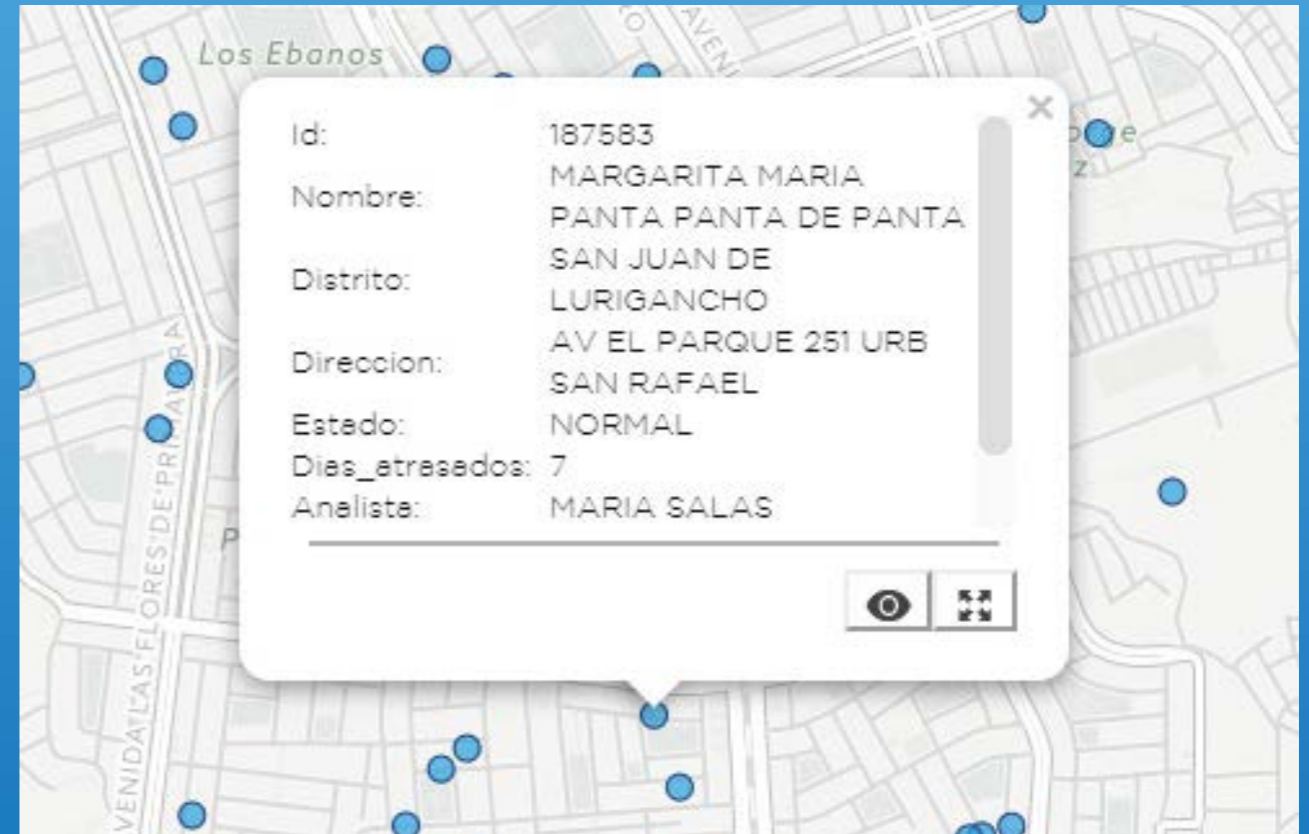 Los Ebanos
Id: 187583
Nombre: MARGARITA MARIA
PANTA PANTA DE PANTA
Distrito: SAN JUAN DE
LURIGANCHO
Direccion: AV EL PARQUE 251 URB
SAN RAFAEL
Estado: NORMAL
Dias_atrasados: 7
Analista: MARIA SALAS
AVENIDA LAS FLORES DE PRIMAVERA